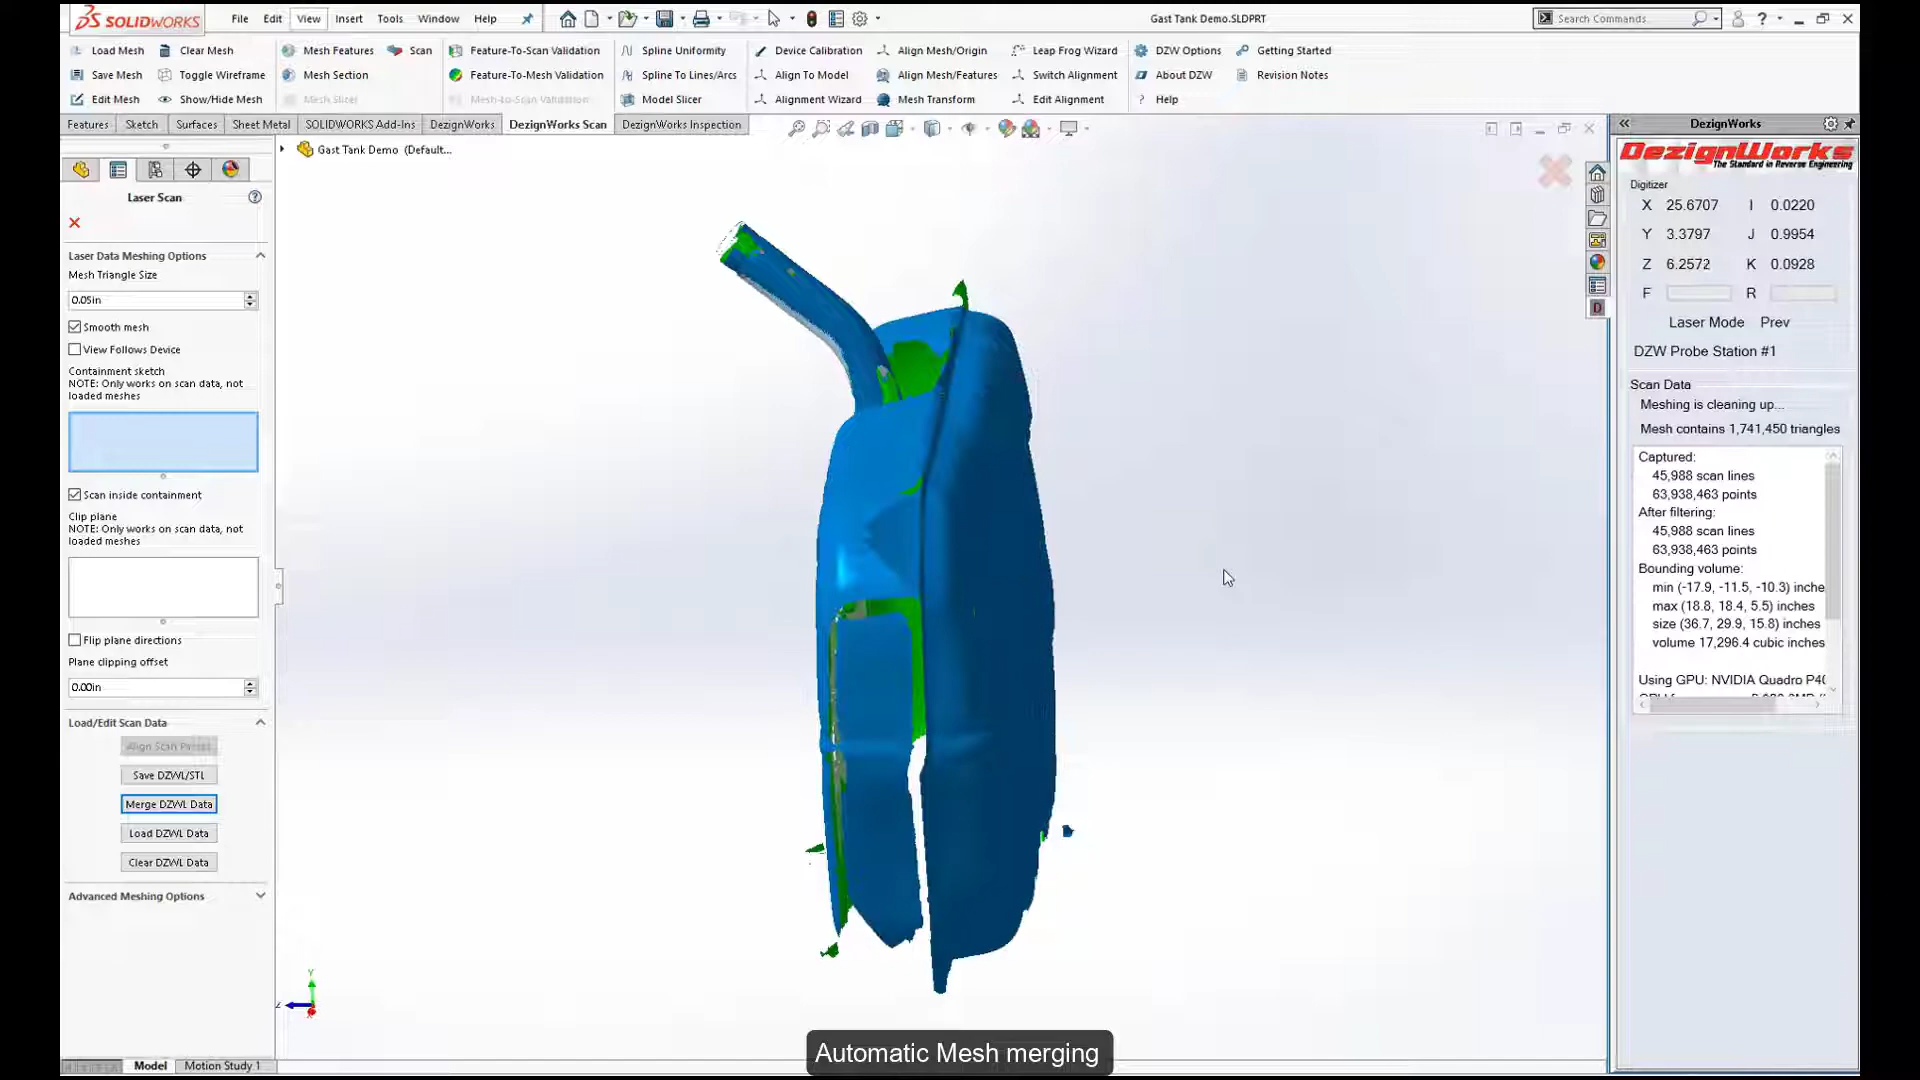 SOLIDWORKS
File Edit View Insert Tools Window Help
Gast Tank Demo.SLDPRT
Search Commands
Load Mesh Clear Mesh Mesh Features Scan Feature-To-Scan Validation Spline Uniformity Device Calibration Align Mesh/Origin Leap Frog Wizard DZW Options Getting Started
Save Mesh Toggle Wireframe Mesh Section Feature-To-Mesh Validation Spline To Lines/Arcs Align To Model Align Mesh/Features Switch Alignment About DZW Revision Notes
Edit Mesh Show/Hide Mesh Mesh Slicer Mesh-to-Scan Validation Model Slicer Alignment Wizard Mesh Transform Edit Alignment Help
Features Sketch Surfaces Sheet Metal SOLIDWORKS Add-Ins DezignWorks DezignWorks Scan DezignWorks Inspection
Gast Tank Demo (Default...
Laser Scan
Laser Data Meshing Options
Mesh Triangle Size
0.05in
Smooth mesh
View Follows Device
Containment sketch
NOTE: Only works on scan data, not
loaded meshes
Scan inside containment
Clip plane
NOTE: Only works on scan data, not
loaded meshes
Flip plane directions
Plane clipping offset
0.00in
Load/Edit Scan Data
Align Scan Passes
Save DZWL/STL
Merge DZWL Data
Load DZWL Data
Clear DZWL Data
Advanced Meshing Options
Y
Z
Model Motion Study 1
DezignWorks
DezignWorks
The Standard in Reverse Engineering
Digitizer
X 25.6707 I 0.0220
Y 3.3797 J 0.9954
Z 6.2572 K 0.0928
F R
Laser Mode Prev
DZW Probe Station #1
Scan Data
Meshing is cleaning up...
Mesh contains 1,741,450 triangles
Captured:
45,988 scan lines
63,938,463 points
After filtering:
45,988 scan lines
63,938,463 points
Bounding volume:
min (-17.9, -11.5, -10.3) inche
max (18.8, 18.4, 5.5) inches
size (36.7, 29.9, 15.8) inches
volume 17,296.4 cubic inches
Using GPU: NVIDIA Quadro P40
Automatic Mesh merging